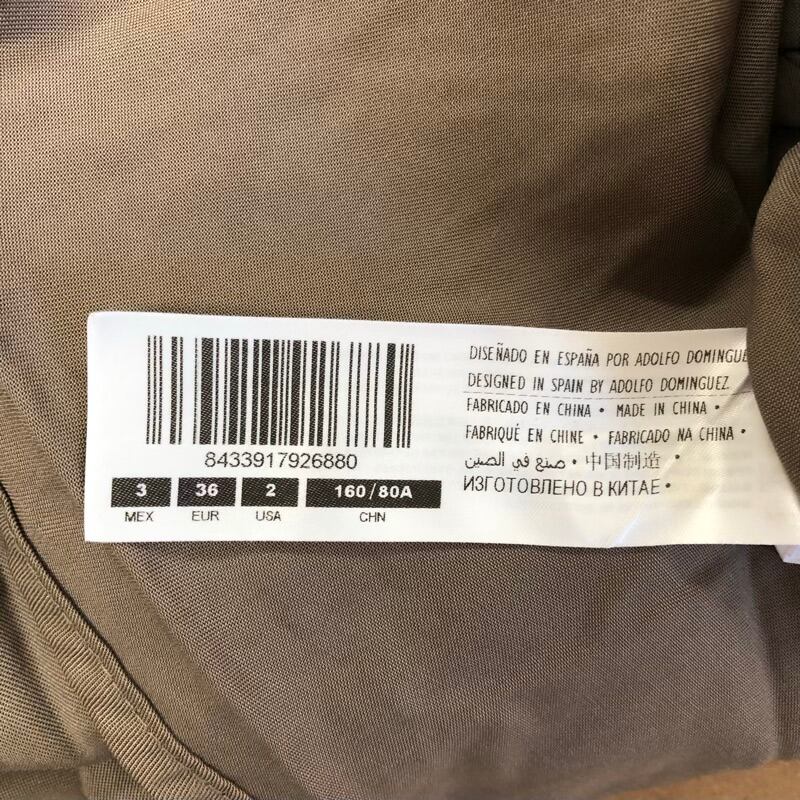 8433917926880
3 36 2 160/80A
MEX EUR USA CHN
DISEÑADO EN ESPAÑA POR ADOLFO
DESIGNED IN SPAIN BY ADOLFO DOMINGUEZ
FABRICADO EN CHINA • MADE IN CHINA •
FABRIQUÉ EN CHINE • FABRICADO NA CHINA •
صنع في الصين • 中国制造 •
ИЗГОТОВЛЕНО В КИТАЕ •